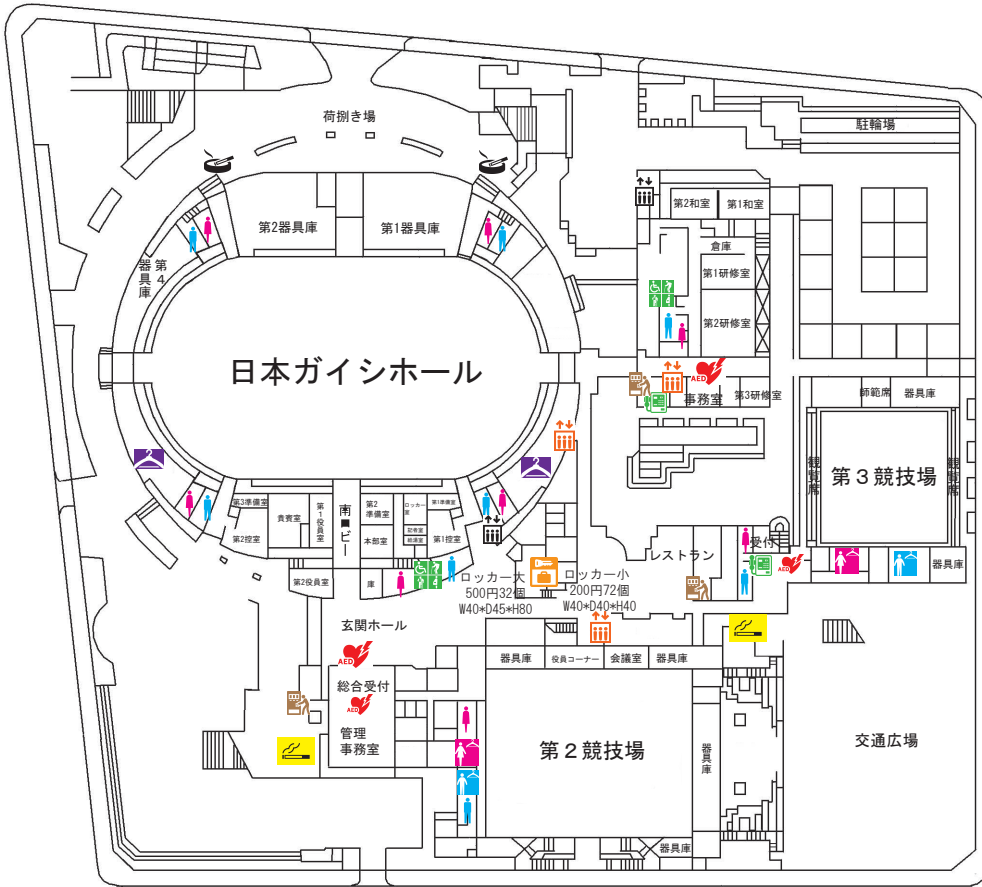 荷捌き場
駐輪場
第2和室
第1和室
第2器具庫
第1器具庫
倉庫
第4
器具庫
第1研修室
第2研修室
日本ガイシホール
AED
事務室
第3研修室
師範席
器具庫
観覧席
第3競技場
観覧席
第3準備室
貴賓室
第1役員室
南■ビー
第2
準備室
ロッカー
室
第1準備室
第2控室
本部室
記者室
第1控室
レストラン
受付
AED
器具庫
第2役員室
庫
ロッカー大
500円32個
W40*D45*H80
ロッカー小
200円72個
W40*D40*H40
玄関ホール
AED
器具庫
役員コーナー
会議室
器具庫
総合受付
AED
管理
事務室
第2競技場
器具庫
交通広場
器具庫